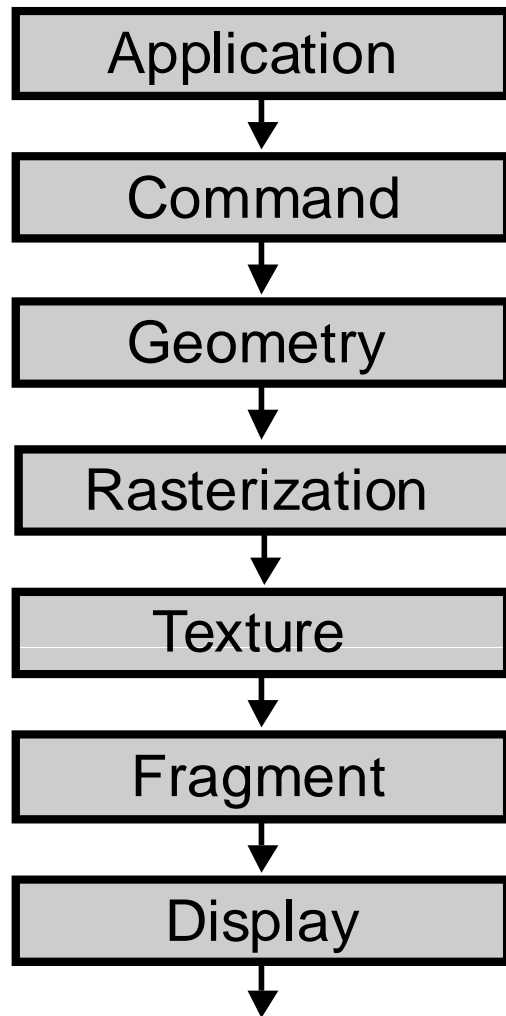 Application
Command
Geometry
Rasterization
Texture
Fragment
Display